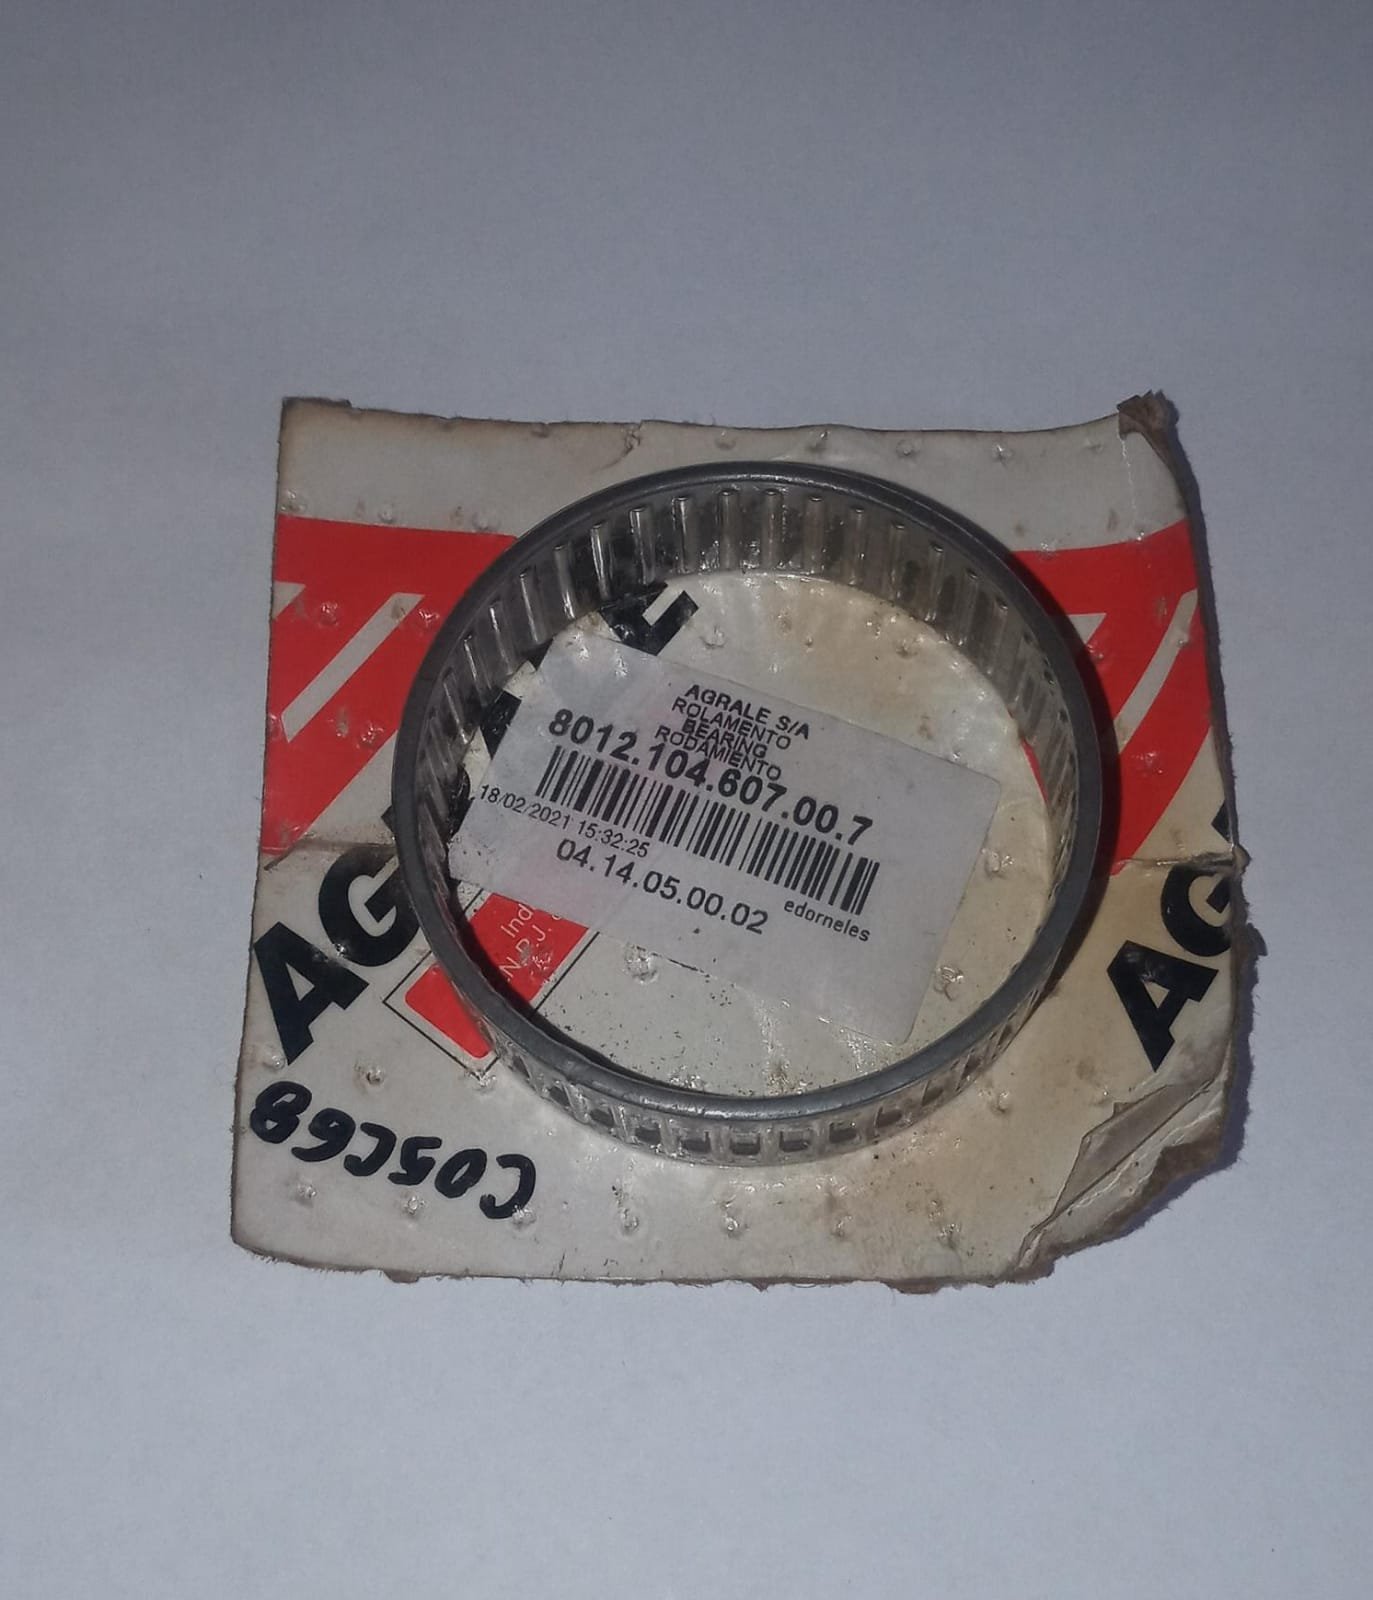 AGRALE S/A
ROLAMENTO
BEARING
RODAMIENTO
8012.104.607.00.7
18/02/2021 15:32:25
edorneles
04.14.05.00.02
AG
AG
C05C68